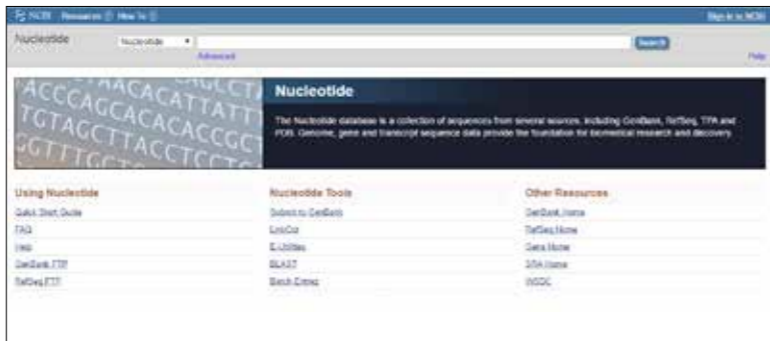 NCBI Resources How To Sign in to NCBI
Nucleotide Nucleotide Search
Advanced Help
ACCCAGCACACATTATT
TGTAGCTTACCTCCTC
Nucleotide
The Nucleotide database is a collection of sequences from several sources, including GenBank, RefSeq, TPA and
PDB. Genome, gene and transcript sequence data provide the foundation for biomedical research and discovery.
Using Nucleotide Nucleotide Tools Other Resources
Quick Start Guide Submit to GenBank GenBank Home
FAQ LinkOut RefSeq Home
Help E-Utilities Gene Home
GenBank FTP BLAST SRA Home
RefSeq FTP Batch Entrez INSDC